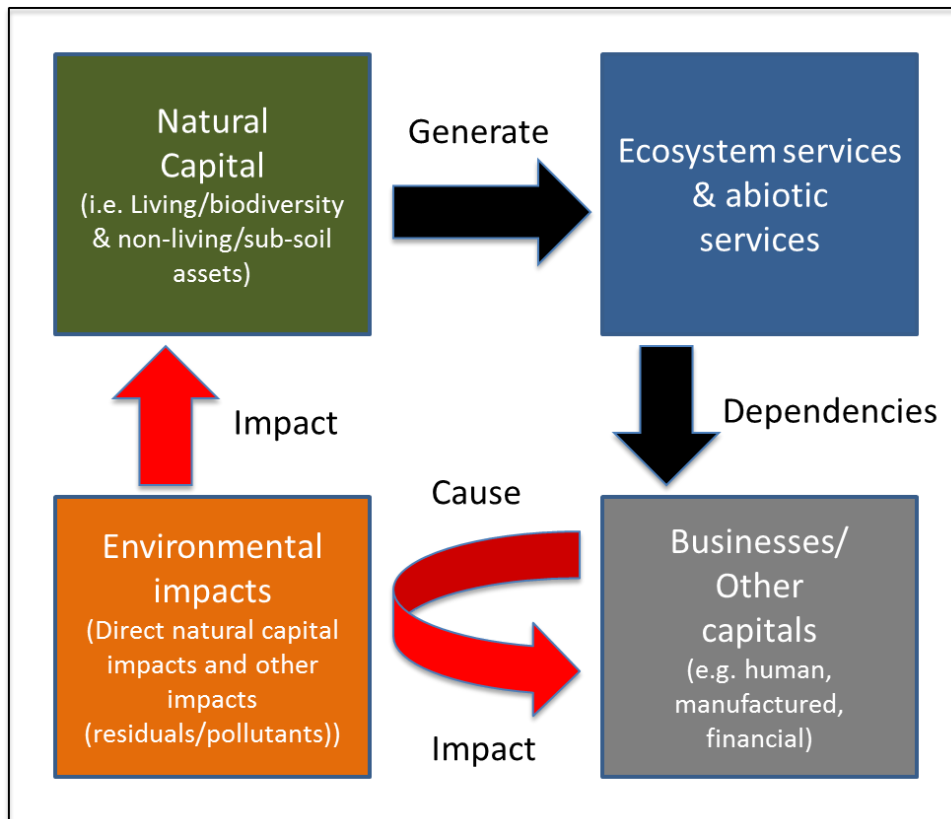 Natural
Capital
(i.e. Living/biodiversity
& non-living/sub-soil
assets)
Generate
Ecosystem services
& abiotic
services
Dependencies
Impact
Cause
Environmental
impacts
(Direct natural capital
impacts and other
impacts
(residuals/pollutants))
Businesses/
Other
capitals
(e.g. human,
manufactured,
financial)
Impact